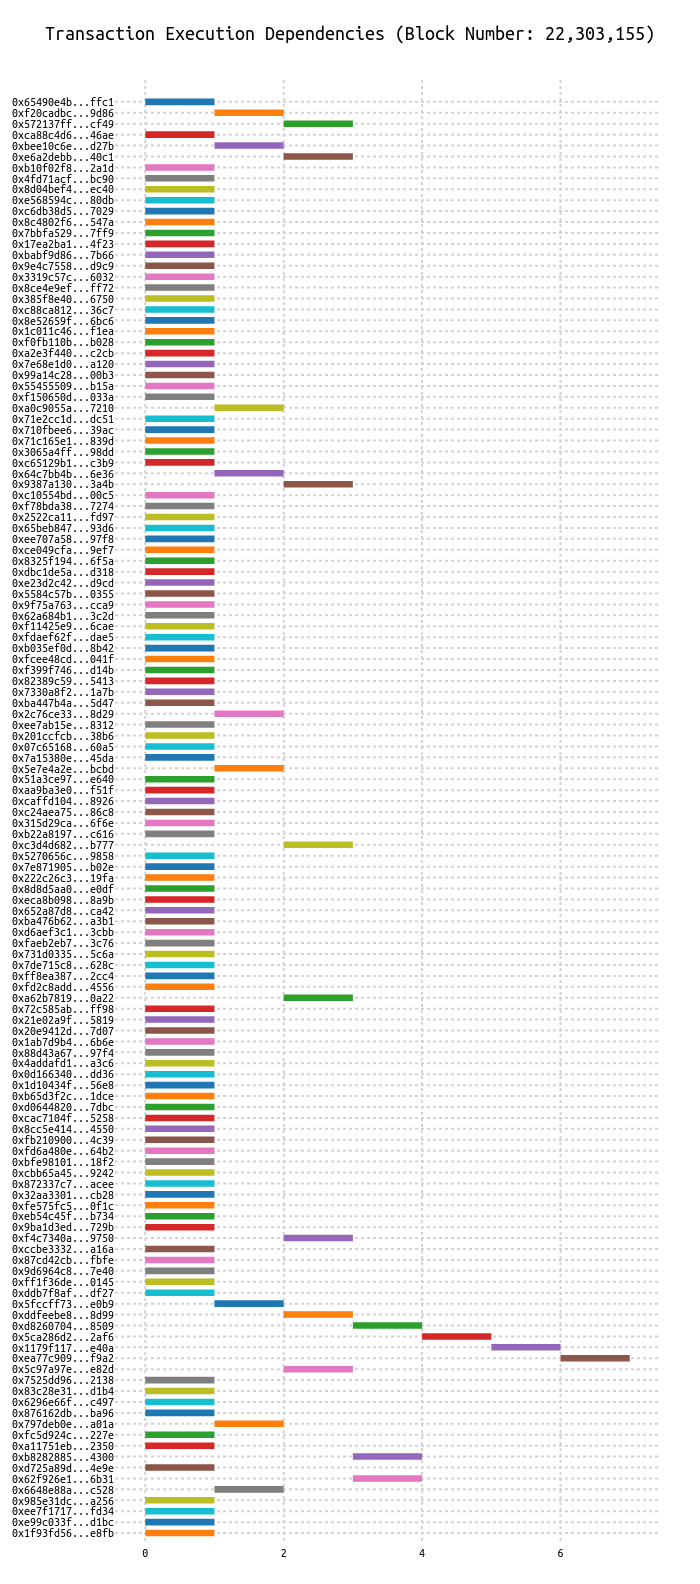 Transaction Execution Dependencies (Block Number: 22,303,155)
0x65490e4b...ffc1
0xf20cadbc...9d86
0x572137ff...cf49
0xca88c4d6...46ae
0xbee10c6e...d27b
0xe6a2debb...40c1
0xb10f02f8...2a1d
0x4fd71acf...bc90
0x8d04bef4...ec40
0xe568594c...80db
0xc6db38d5...7029
0x8c4802f6...547a
0x7bbfa529...7ff9
0x17ea2ba1...4f23
0xbabf9d86...7b66
0x9e4c7558...d9c9
0x3319c57c...6032
0x8ce4e9ef...ff72
0x385f8e40...6750
0xc88ca812...36c7
0x8e52659f...6bc6
0x1c011c46...f1ea
0xf0fb110b...b028
0xa2e3f440...c2cb
0x7e68e1d0...a120
0x99a14c28...00b3
0x55455509...b15a
0xf150650d...033a
0xa0c9055a...7210
0x71e2cc1d...dc51
0x710fbee6...39ac
0x71c165e1...839d
0x3065a4ff...98dd
0xc65129b1...c3b9
0x64c7bb4b...6e36
0x9387a130...3a4b
0xc10554bd...00c5
0xf78bda38...7274
0x2522ca11...fd97
0x65beb847...93d6
0xee707a58...97f8
0xce049cfa...9ef7
0x8325f194...6f5a
0xdbc1de5a...d318
0xe23d2c42...d9cd
0x5584c57b...0355
0x9f75a763...cca9
0x62a684b1...3c2d
0xf11425e9...6cae
0xfdaef62f...dae5
0xb035ef0d...8b42
0xfcee48cd...041f
0xf399f746...d14b
0x82389c59...5413
0x7330a8f2...1a7b
0xba447b4a...5d47
0x2c76ce33...8d29
0xee7ab15e...8312
0x201ccfcb...38b6
0x07c65168...60a5
0x7a15380e...45da
0x5e7e4a2e...bcbd
0x51a3ce97...e640
0xaa9ba3e0...f51f
0xcaffd104...8926
0xc24aea75...86c8
0x315d29ca...6f6e
0xb22a8197...c616
0xc3d4d682...b777
0x5270656c...9858
0x7e871905...b02e
0x222c26c3...19fa
0x8d8d5aa0...e0df
0xeca8b098...8a9b
0x652a87d8...ca42
0xba476b62...a3b1
0xd6aef3c1...3cbb
0xfaeb2eb7...3c76
0x731d0335...5c6a
0x7de715c8...628c
0xff8ea387...2cc4
0xfd2c8add...4556
0xa62b7819...0a22
0x72c585ab...ff98
0x21e02a9f...5819
0x20e9412d...7d07
0x1ab7d9b4...6b6e
0x88d43a67...97f4
0x4addafd1...a3c6
0x0d166340...dd36
0x1d10434f...56e8
0xb65d3f2c...1dce
0xd0644820...7dbc
0xcac7104f...5258
0x8cc5e414...4550
0xfb210900...4c39
0xfd6a480e...64b2
0xbfe98101...18f2
0xcbb65a45...9242
0x872337c7...acee
0x32aa3301...cb28
0xfe575fc5...0f1c
0xeb54c45f...b734
0x9ba1d3ed...729b
0xf4c7340a...9750
0xccbe3332...a16a
0x87cd42cb...fbfe
0x9d6964c8...7e40
0xff1f36de...0145
0xddb7f8af...df27
0x5fccff73...e0b9
0xddfeebe8...8d99
0xd8260704...8509
0x5ca286d2...2af6
0x1179f117...e40a
0xea77c909...f9a2
0x5c97a97e...e82d
0x7525dd96...2138
0x83c28e31...d1b4
0x6296e66f...c497
0x876162db...ba96
0x797deb0e...a01a
0xfc5d924c...227e
0xa11751eb...2350
0xb8282885...4300
0xd725a89d...4e9e
0x62f926e1...6b31
0x6648e88a...c528
0x985e31dc...a256
0xee7f1717...fd34
0xe99c033f...d1bc
0x1f93fd56...e8fb
0 2 4 6